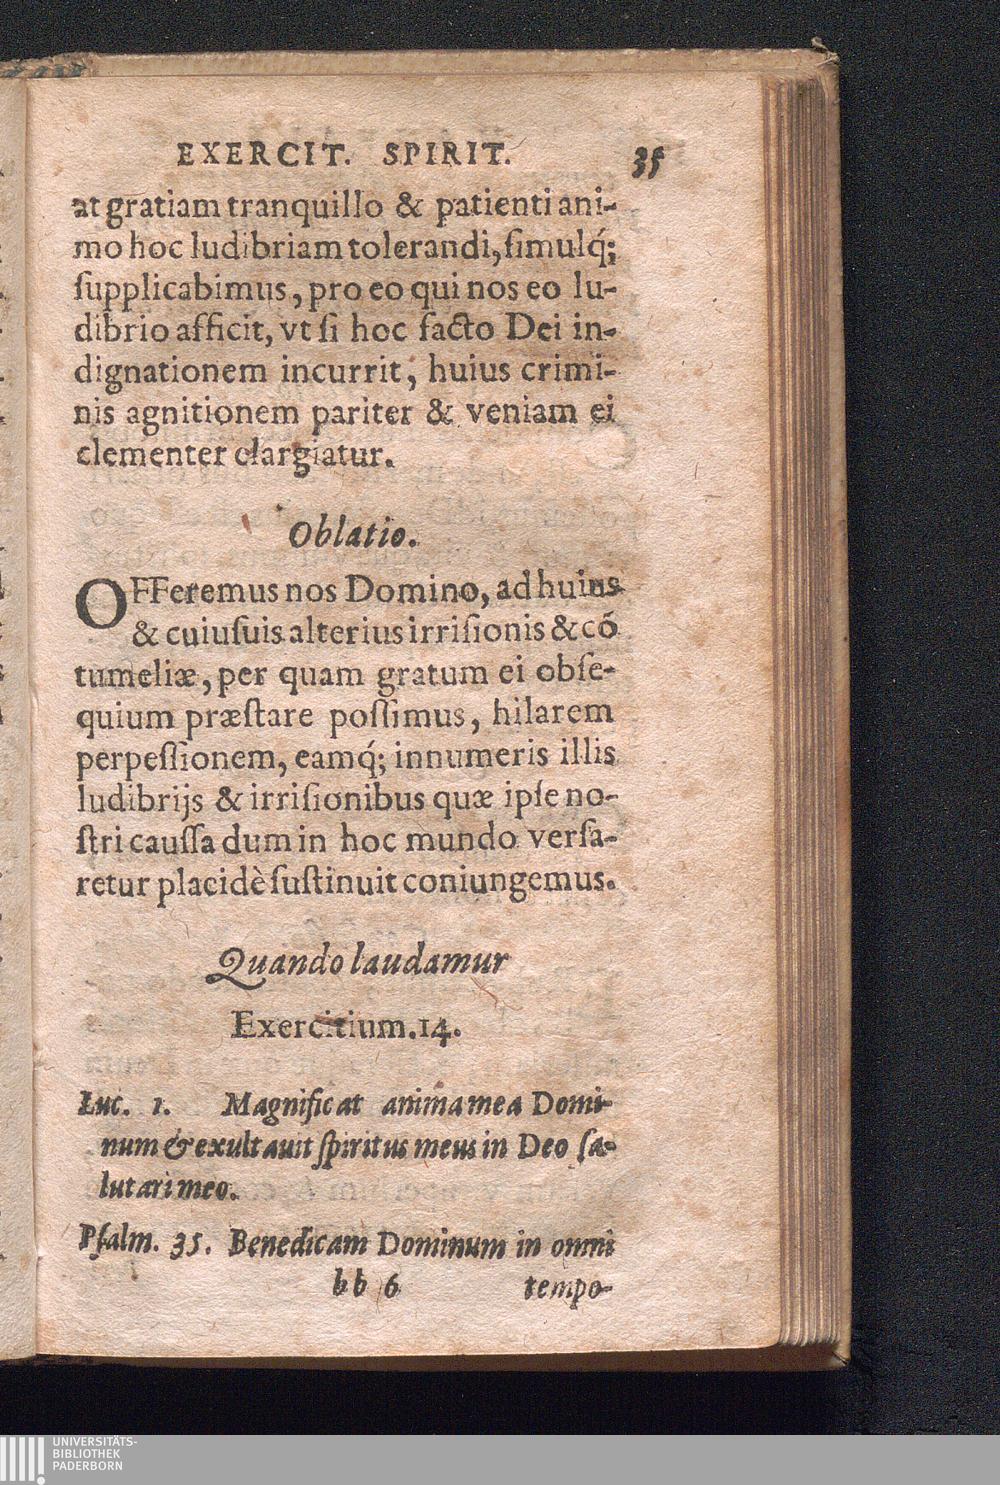 EXERCIT. SPIRIT. 35
at gratiam tranquillo & patienti ani-
mo hoc ludibriam tolerandi, ſimulq́;
ſupplicabimus, pro eo qui nos eo lu-
dibrio afficit, vt ſi hoc facto Dei in-
dignationem incurrit, huius crimi-
nis agnitionem pariter & veniam ei
clementer elargiatur.
Oblatio.
OFFeremus nos Domino, ad huius
& cuiuſuis alterius irriſionis & có
tumeliæ, per quam gratum ei obſe-
quium præſtare poſſimus, hilarem
perpeſſionem, eamq́; innumeris illis
ludibrijs & irriſionibus quæ ipſe no-
ſtri cauſſa dum in hoc mundo verſa-
retur placidè ſuſtinuit coniungemus.
Quando laudamur
Exercitium. 14.
Luc. 1. Magnificat anima mea Domi-
num & exultauit ſpiritus meus in Deo ſa-
lutari meo.
Pſalm. 35. Benedicam Dominum in omni
bb 6 tempo-
UNIVERSITÄTS-
BIBLIOTHEK
PADERBORN